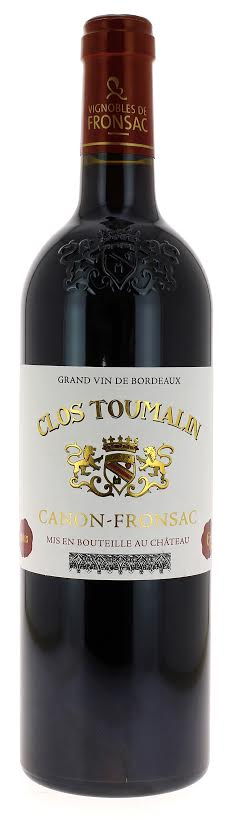 VIGNOBLES DE
FRONSAC
GRAND VIN DE BORDEAUX
CLOS TOUMALIN
CANON-FRONSAC
MIS EN BOUTEILLE AU CHÂTEAU